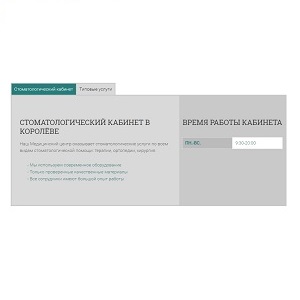 Стоматологический кабинет Типовые услуги
СТОМАТОЛОГИЧЕСКИЙ КАБИНЕТ В
КОРОЛЁВЕ
ВРЕМЯ РАБОТЫ КАБИНЕТА
Наш Медицинский центр оказывает стоматологические услуги по всем
видам стоматологической помощи: терапия, ортопедия, хирургия.
ПН.-ВС. 9:00-20:00
Мы используем современное оборудование
Только проверенные качественные материалы
Все сотрудники имеют большой опыт работы